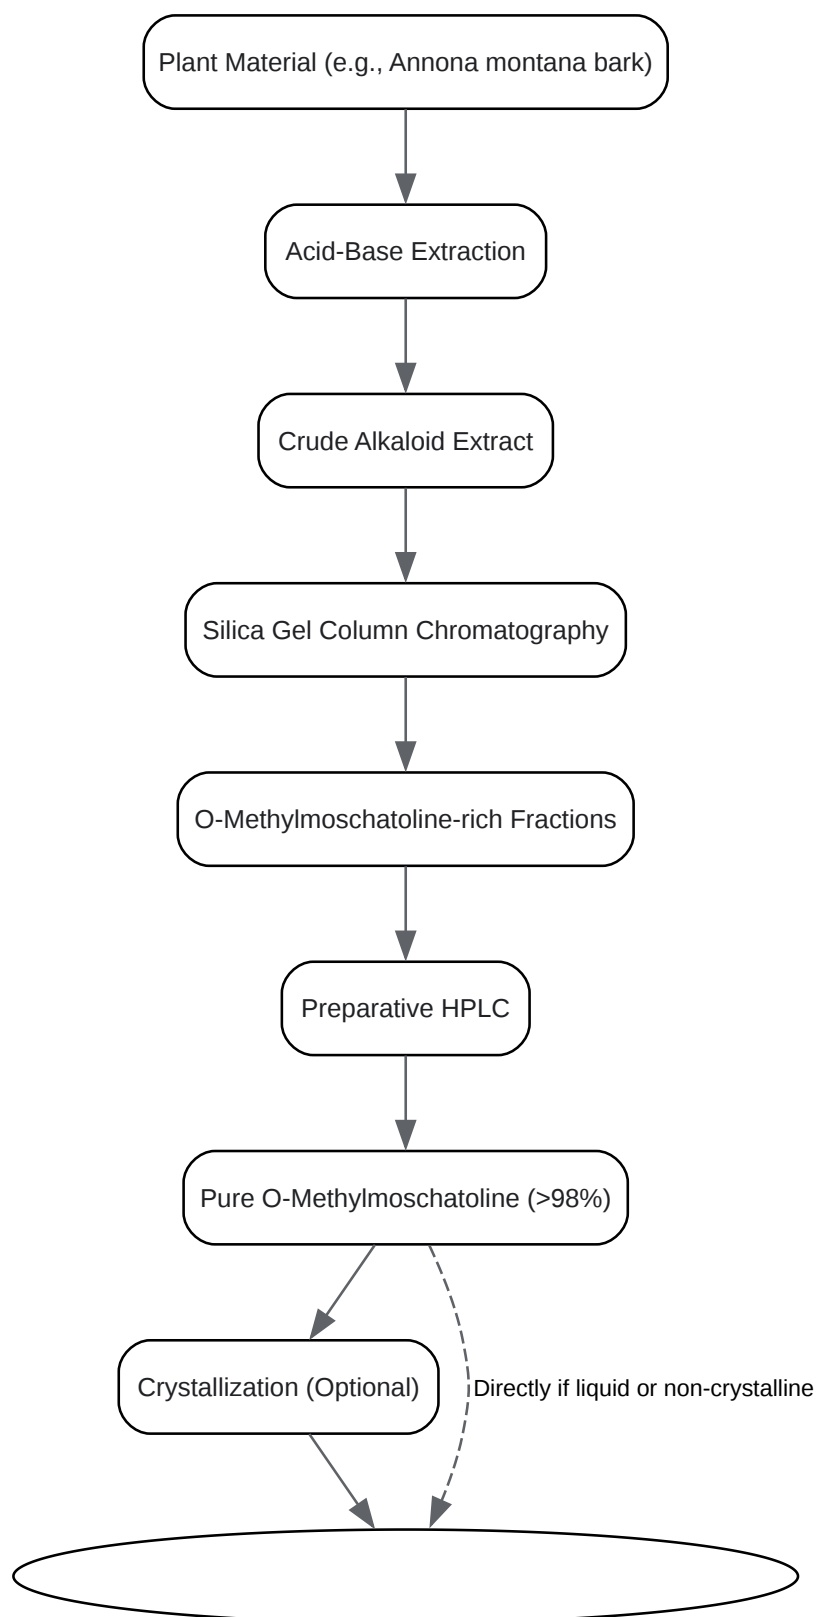 Plant Material (e.g., Annona montana bark)
Acid-Base Extraction
Crude Alkaloid Extract
Silica Gel Column Chromatography
O-Methylmoschatoline-rich Fractions
Preparative HPLC
Pure O-Methylmoschatoline (>98%)
Crystallization (Optional)
Directly if liquid or non-crystalline